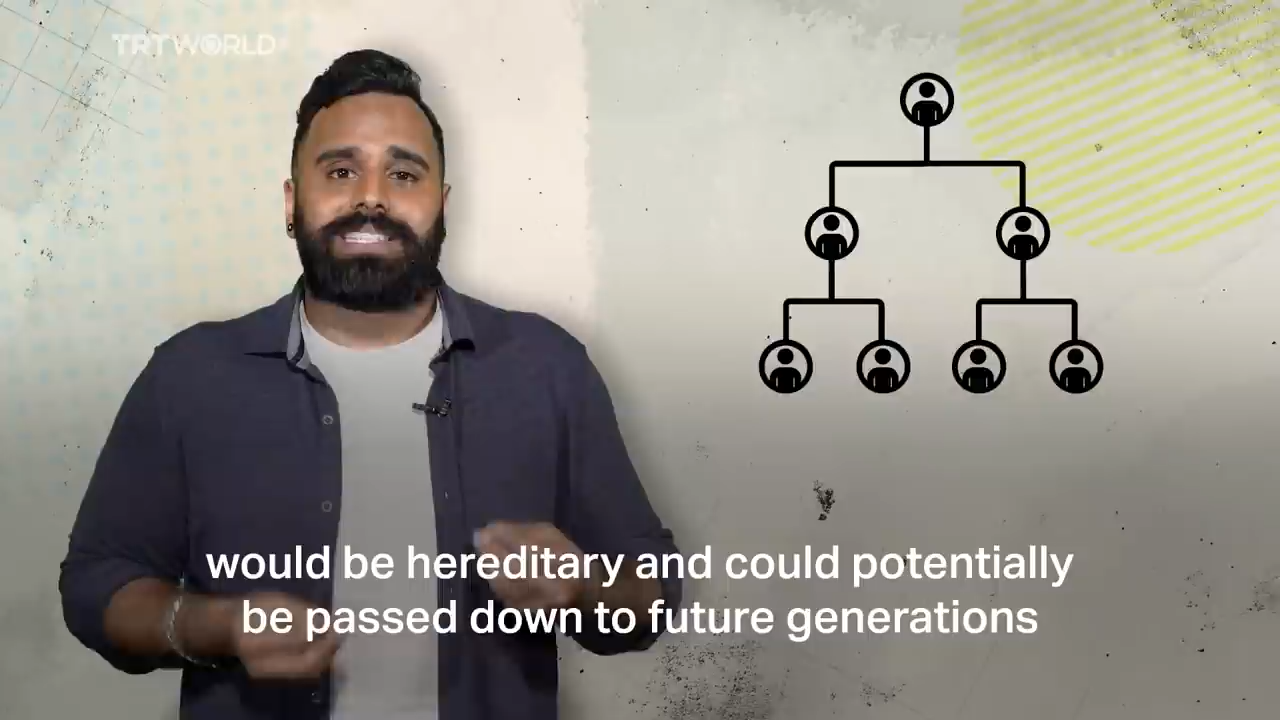 TRT WORLD
would be hereditary and could potentially
be passed down to future generations